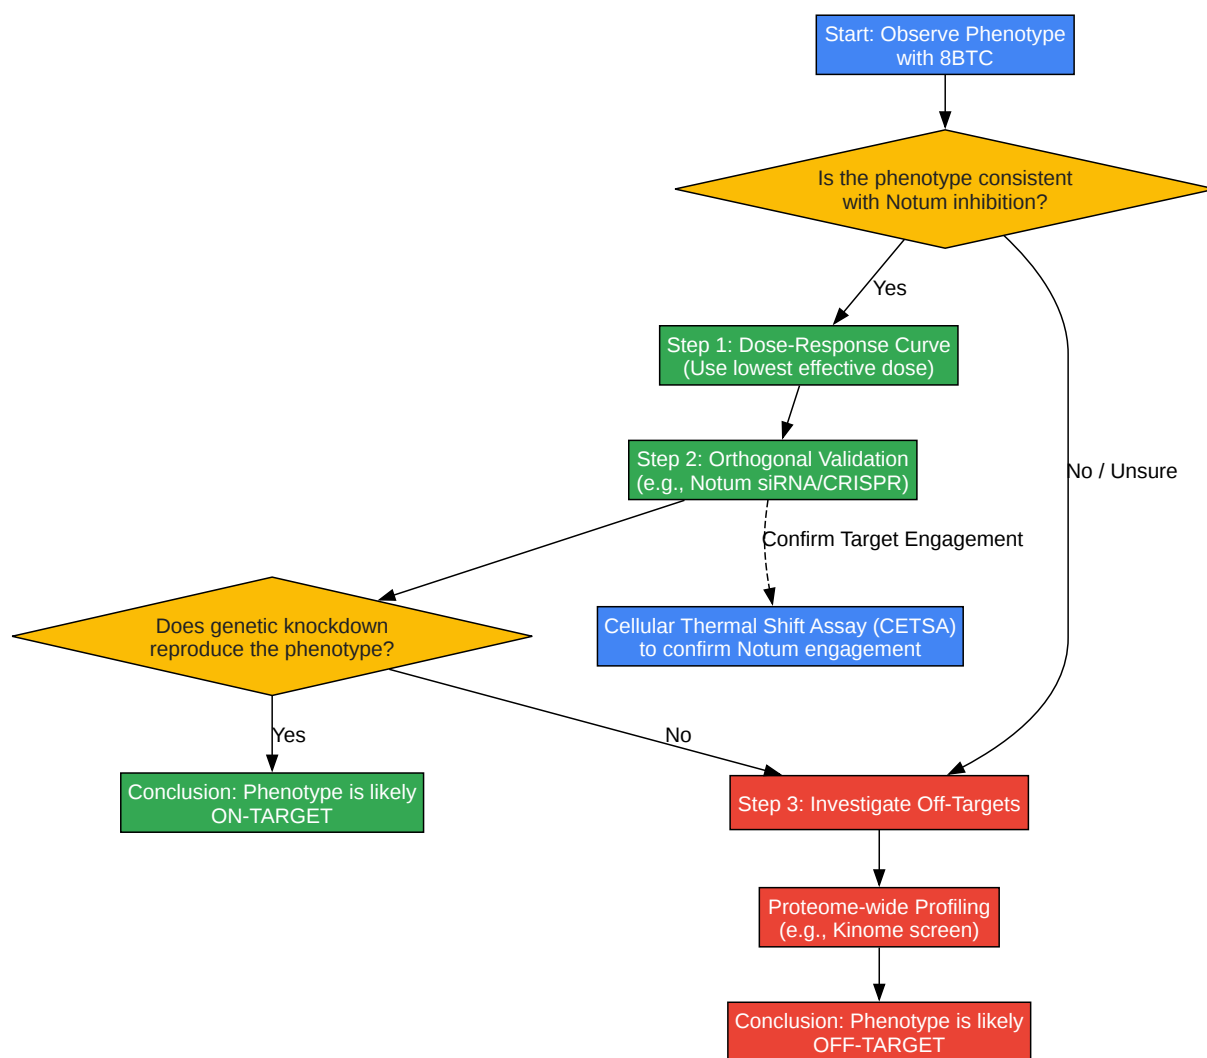 Start: Observe Phenotype
with 8BTC
Is the phenotype consistent
with Notum inhibition?
Yes
Step 1: Dose-Response Curve
(Use lowest effective dose)
Step 2: Orthogonal Validation
(e.g., Notum siRNA/CRISPR)
No / Unsure
Confirm Target Engagement
Does genetic knockdown
reproduce the phenotype?
Cellular Thermal Shift Assay (CETSA)
to confirm Notum engagement
Yes
No
Conclusion: Phenotype is likely
ON-TARGET
Step 3: Investigate Off-Targets
Proteome-wide Profiling
(e.g., Kinome screen)
Conclusion: Phenotype is likely
OFF-TARGET